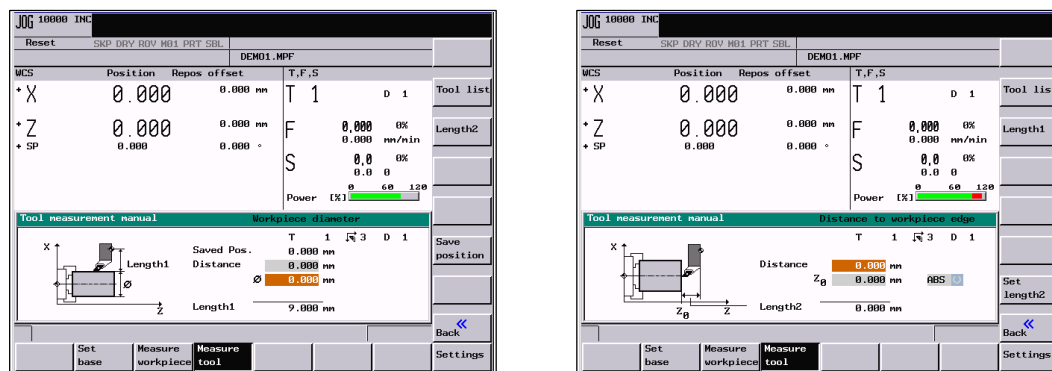 JOG 10000 INC
Reset SKP DRY ROV M01 PRT SBL
DEMO1.MPF
WCS Position Repos offset T,F,S
+ X 0.000 0.000 mm T 1 D 1 Tool list
+ Z 0.000 0.000 mm F 0,000 0% Length2
+ SP 0.000 0.000 ° 0.000 mm/min
S 0,0 0%
0.0 0
0 60 120
Power [%]
Tool measurement manual Workpiece diameter
T 1 3 D 1
X Saved Pos. 0.000 mm Save
Length1 Distance 0.000 mm position
Ø Ø 0.000 mm
Z Length1 9.000 mm
«
Back
Set Measure Measure Settings
base workpiece tool
JOG 10000 INC
Reset SKP DRY ROV M01 PRT SBL
DEMO1.MPF
WCS Position Repos offset T,F,S
+ X 0.000 0.000 mm T 1 D 1 Tool lis
+ Z 0.000 0.000 mm F 0,000 0% Length1
+ SP 0.000 0.000 ° 0.000 mm/min
S 0,0 0%
0.0 0
0 60 120
Power [%]
Tool measurement manual Distance to workpiece edge
T 1 3 D 1
X Distance 0.000 mm
Z0 0.000 mm ABS Set
length2
Z0 Z Length2 0.000 mm
«
Back
Set Measure Measure Settings
base workpiece tool